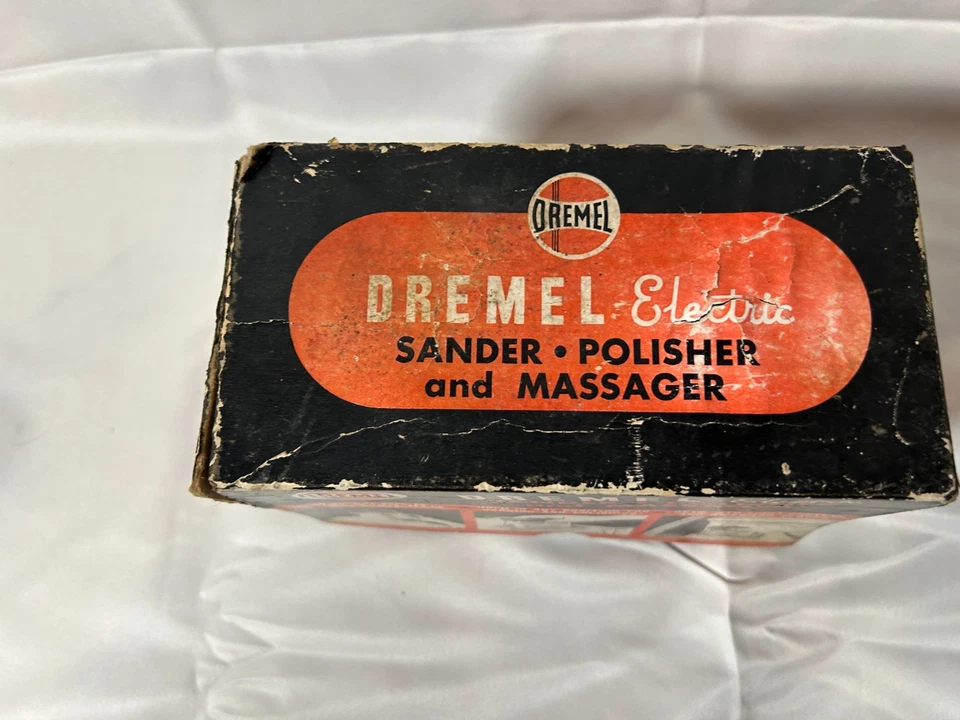 DREMEL
DREMEL Electric
SANDER • POLISHER
and MASSAGER